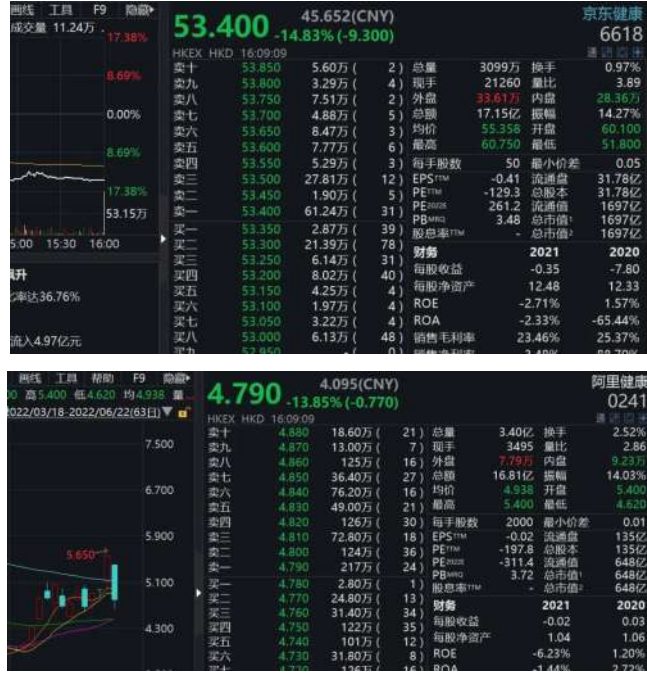 画线 工具 F9 隐藏
成交量 11.24万
17.38%
8.69%
0.00%
8.69%
17.38%
53.15万
5:00 15:30 16:00
率达36.76%
流入4.97亿元
53.400 45.652(CNY) 京东健康
-14.83% (-9.300) 6618
HKEX HKD 16:09:09
卖十 53.850 5.60万 ( 2) 总量 3099万 换手 0.97%
卖九 53.800 3.29万 ( 4) 现手 21260 量比 3.89
卖八 53.750 7.51万 ( 2) 外盘 33.61万 内盘 28.36万
卖七 53.700 4.88万 ( 5) 总额 17.15亿 振幅 14.27%
卖六 53.650 8.47万 ( 3) 均价 55.358 开盘 60.100
卖五 53.600 7.77万 ( 6) 最高 60.750 最低 51.800
卖四 53.550 5.29万 ( 3) 每手股数 50 最小价差 0.05
卖三 53.500 27.81万 ( 12) EPSTTM -0.41 流通盘 31.78亿
卖二 53.450 1.90万 ( 5) PETTM -129.3 总股本 31.78亿
卖一 53.400 61.24万 ( 31) PE2022E 261.2 流通值 1697亿
买一 53.350 2.87万 ( 39) PBMRQ 3.48 总市值1 1697亿
买二 53.300 21.39万 ( 78) 股息率TTM - 总市值2 1697亿
买三 53.250 6.14万 ( 31) 财务 2021 2020
买四 53.200 8.02万 ( 40) 每股收益 -0.35 -7.80
买五 53.150 4.25万 ( 4) 每股净资产 12.48 12.33
买六 53.100 1.97万 ( 4) ROE -2.71% 1.57%
买七 53.050 3.22万 ( 4) ROA -2.33% -65.44%
买八 53.000 6.13万 ( 48) 销售毛利率 23.46% 25.37%
画线 工具 帮助 F9 隐藏
高5.400 低4.620 均4.938 量
2022/03/18-2022/06/22(63日)
7.500
6.700
5.900
5.650
5.100
4.300
4.790 4.095(CNY) 阿里健康
-13.85% (-0.770) 0241
HKEX HKD 16:09:09
卖十 4.880 18.60万 ( 21) 总量 3.40亿 换手 2.52%
卖九 4.870 13.00万 ( 7) 现手 3495 量比 2.86
卖八 4.860 125万 ( 16) 外盘 7.79万 内盘 9.23万
卖七 4.850 36.40万 ( 27) 总额 16.81亿 振幅 14.03%
卖六 4.840 76.20万 ( 16) 均价 4.938 开盘 5.400
卖五 4.830 49.00万 ( 21) 最高 5.400 最低 4.620
卖四 4.820 126万 ( 30) 每手股数 2000 最小价差 0.01
卖三 4.810 72.80万 ( 18) EPSTTM -0.02 流通盘 135亿
卖二 4.800 124万 ( 36) PETTM -197.8 总股本 135亿
卖一 4.790 217万 ( 24) PE2022E -311.4 流通值 648亿
买一 4.780 2.80万 ( 1) PBMRQ 3.72 总市值1 648亿
买二 4.770 24.80万 ( 13) 股息率TTM - 总市值2 648亿
买三 4.760 31.40万 ( 34) 财务 2021 2020
买四 4.750 122万 ( 35) 每股收益 -0.02 0.03
买五 4.740 101万 ( 12) 每股净资产 1.04 1.06
买六 4.730 31.80万 ( 8) ROE -6.23% 1.20%